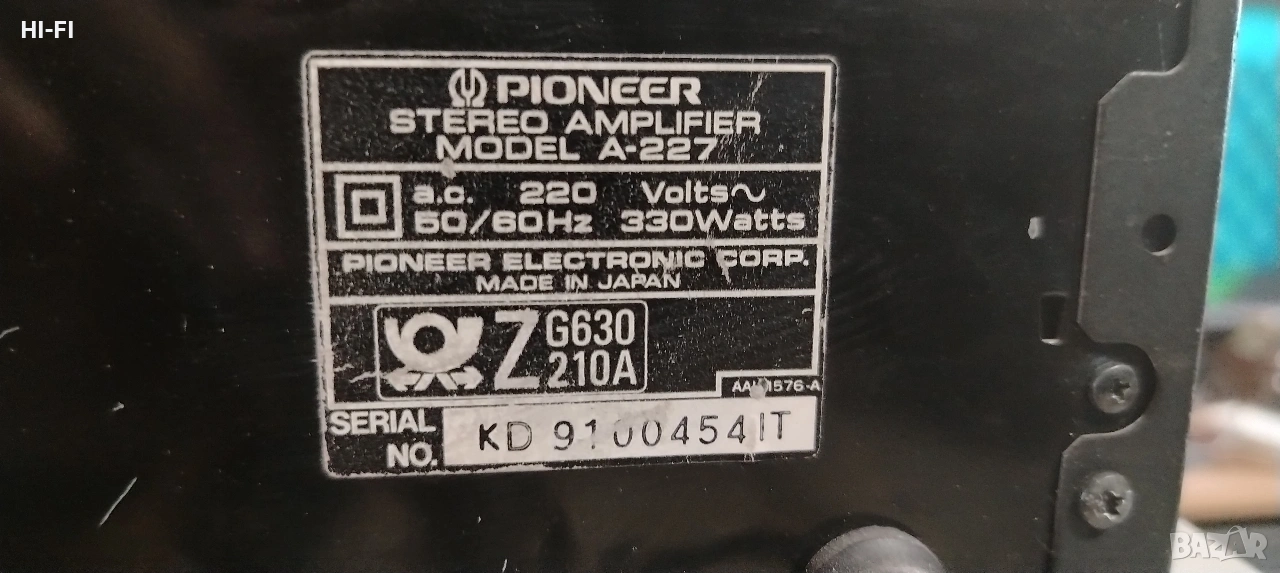 HI-FI
PIONEER
STEREO AMPLIFIER
MODEL A-227
a.c. 220 Volts~
50/60Hz 330Watts
PIONEER ELECTRONIC CORP.
MADE IN JAPAN
Z G630
210A
SERIAL
NO. KD 9100454IT
BAZAR